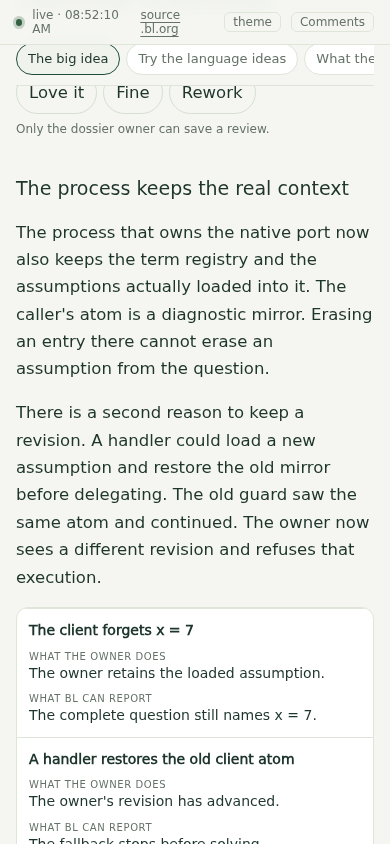 live · 08:52:10
AM
source
.bl.org
theme
Comments
The big idea
Try the language ideas
What the
Love it
Fine
Rework
Only the dossier owner can save a review.
The process keeps the real context
The process that owns the native port now
also keeps the term registry and the
assumptions actually loaded into it. The
caller's atom is a diagnostic mirror. Erasing
an entry there cannot erase an
assumption from the question.
There is a second reason to keep a
revision. A handler could load a new
assumption and restore the old mirror
before delegating. The old guard saw the
same atom and continued. The owner now
sees a different revision and refuses that
execution.
The client forgets x = 7
WHAT THE OWNER DOES
The owner retains the loaded assumption.
WHAT BL CAN REPORT
The complete question still names x = 7.
A handler restores the old client atom
WHAT THE OWNER DOES
The owner's revision has advanced.
WHAT BL CAN REPORT
The fallback stops before solving.